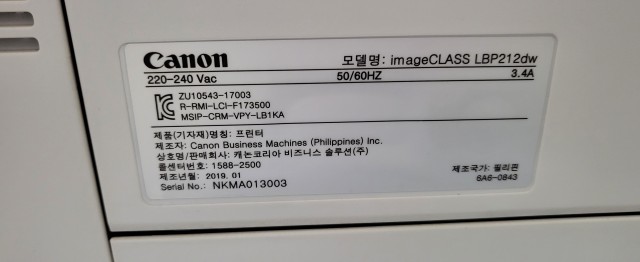 Canon 모델명: imageCLASS LBP212dw
220-240 Vac 50/60HZ 3.4A
ZU10543-17003
R-RMI-LCI-F173500
MSIP-CRM-VPY-LB1KA
제품(기자재)명칭: 프린터
제조자: Canon Business Machines (Philippines) Inc.
상호명/판매회사: 캐논코리아 비즈니스 솔루션(주)
콜센터번호: 1588-2500 제조국가: 필리핀
제조년월: 2019. 01 6A6-0843
Serial No.: NKMA013003